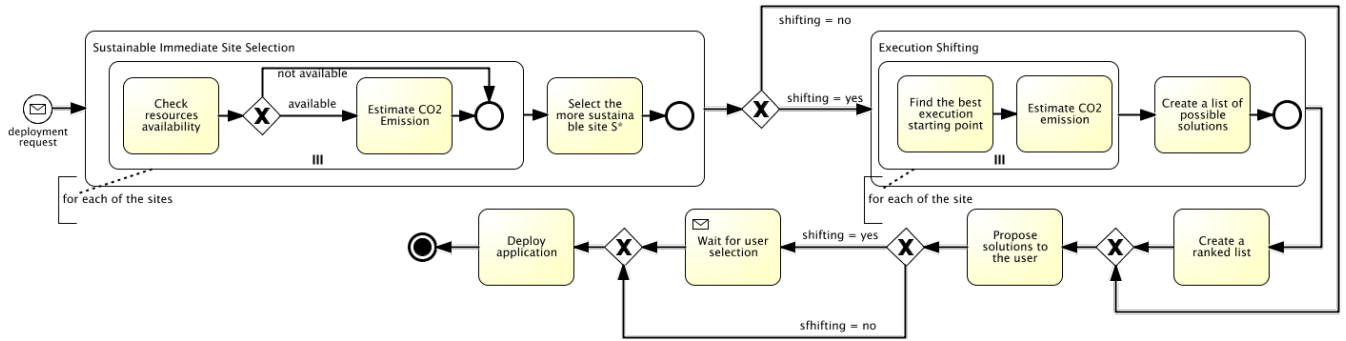 shifting = no
Sustainable Immediate Site Selection
Execution Shifting
not available
Check
resources
availability
X
available
Estimate CO2
Emission
Select the
more sustaina
ble site S*
X
shifting = yes
Find the best
execution
starting point
Estimate CO2
emission
Create a list of
possible
solutions
deployment
request
for each of the sites
for each of the site
Deploy
application
X
Wait for user
selection
shifting = yes
X
Propose
solutions to
the user
X
Create a
ranked list
sfhifting = no